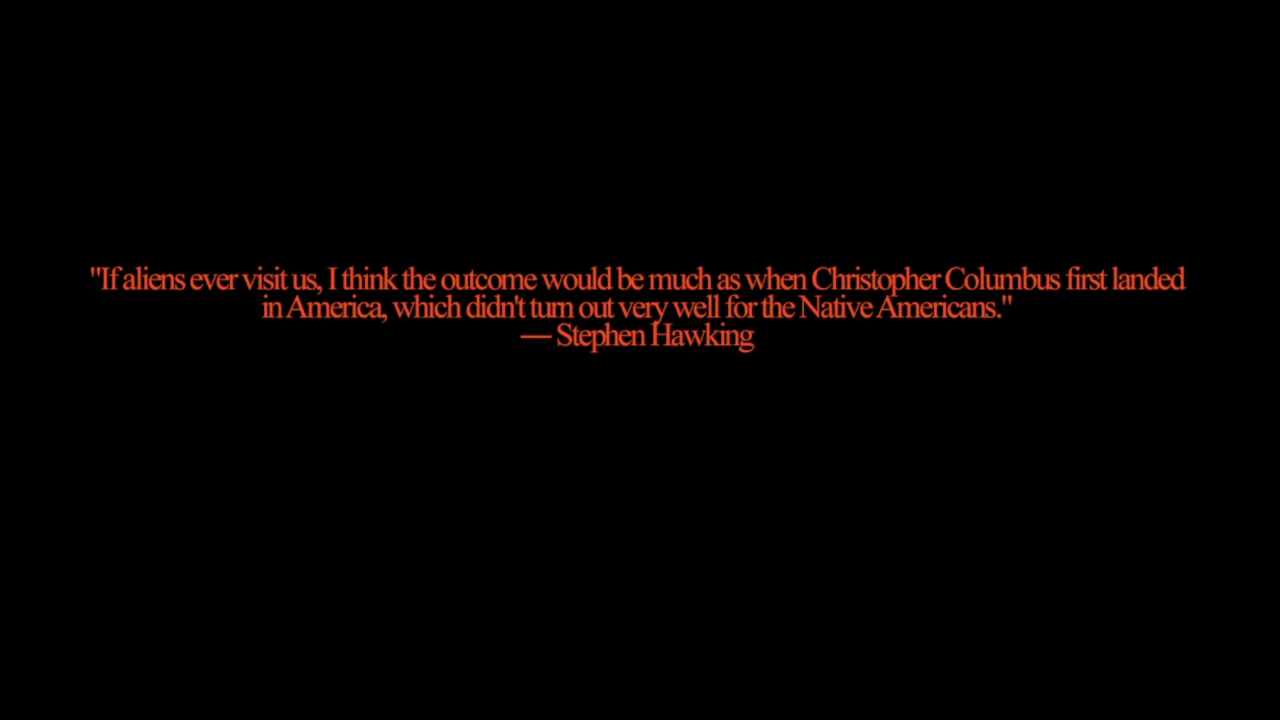 "If aliens ever visit us, I think the outcome would be much as when Christopher Columbus first landed
in America, which didn't turn out very well for the Native Americans."
— Stephen Hawking